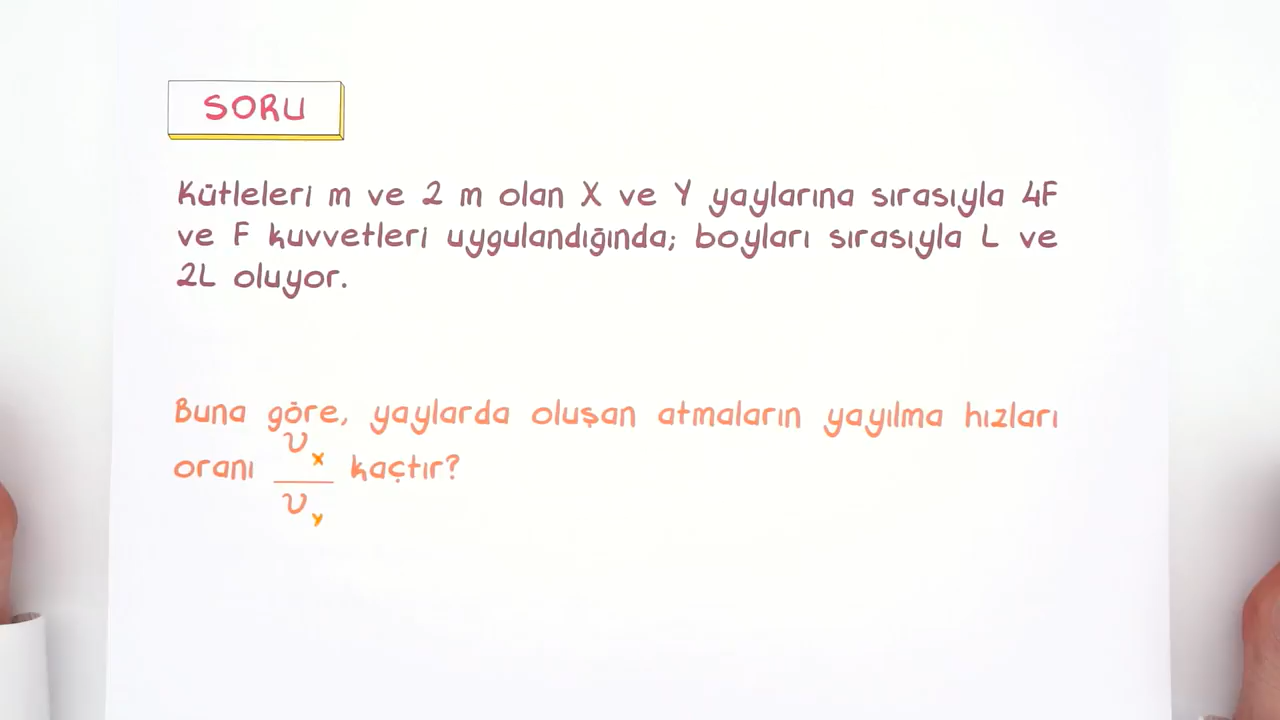 SORU
Kütleleri m ve 2 m olan X ve Y yaylarına sırasıyla 4F
ve F kuvvetleri uygulandığında; boyları sırasıyla L ve
2L oluyor.
Buna göre, yaylarda oluşan atmaların yayılma hızları
oranı υx/υy kaçtır?